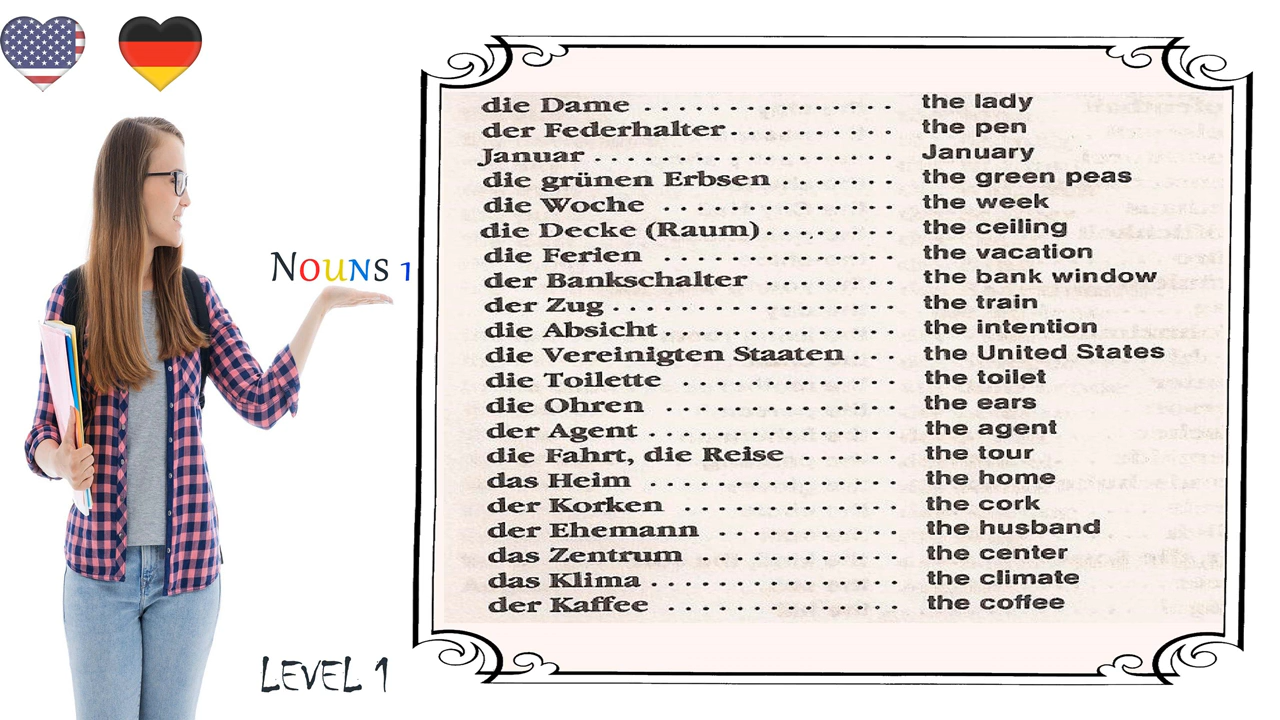 die Dame . . . . . . . . . . . . . . . . the lady
der Federhalter . . . . . . . . . . the pen
Januar . . . . . . . . . . . . . . . . . . . January
die grünen Erbsen . . . . . . the green peas
die Woche . . . . . . . . . . . . . . the week
die Decke (Raum) . . . . . . . . the ceiling
die Ferien . . . . . . . . . . . . . . the vacation
der Bankschalter . . . . . . . . the bank window
der Zug . . . . . . . . . . . . . . . . . . the train
die Absicht . . . . . . . . . . . . . . the intention
die Vereinigten Staaten . . . the United States
die Toilette . . . . . . . . . . . . . the toilet
die Ohren . . . . . . . . . . . . . . the ears
der Agent . . . . . . . . . . . . . . . the agent
die Fahrt, die Reise . . . . . . the tour
das Heim . . . . . . . . . . . . . . . the home
der Korken . . . . . . . . . . . . . the cork
der Ehemann . . . . . . . . . . . the husband
das Zentrum . . . . . . . . . . . . the center
das Klima . . . . . . . . . . . . . . . the climate
der Kaffee . . . . . . . . . . . . . . the coffee
Nouns 1
LEVEL 1